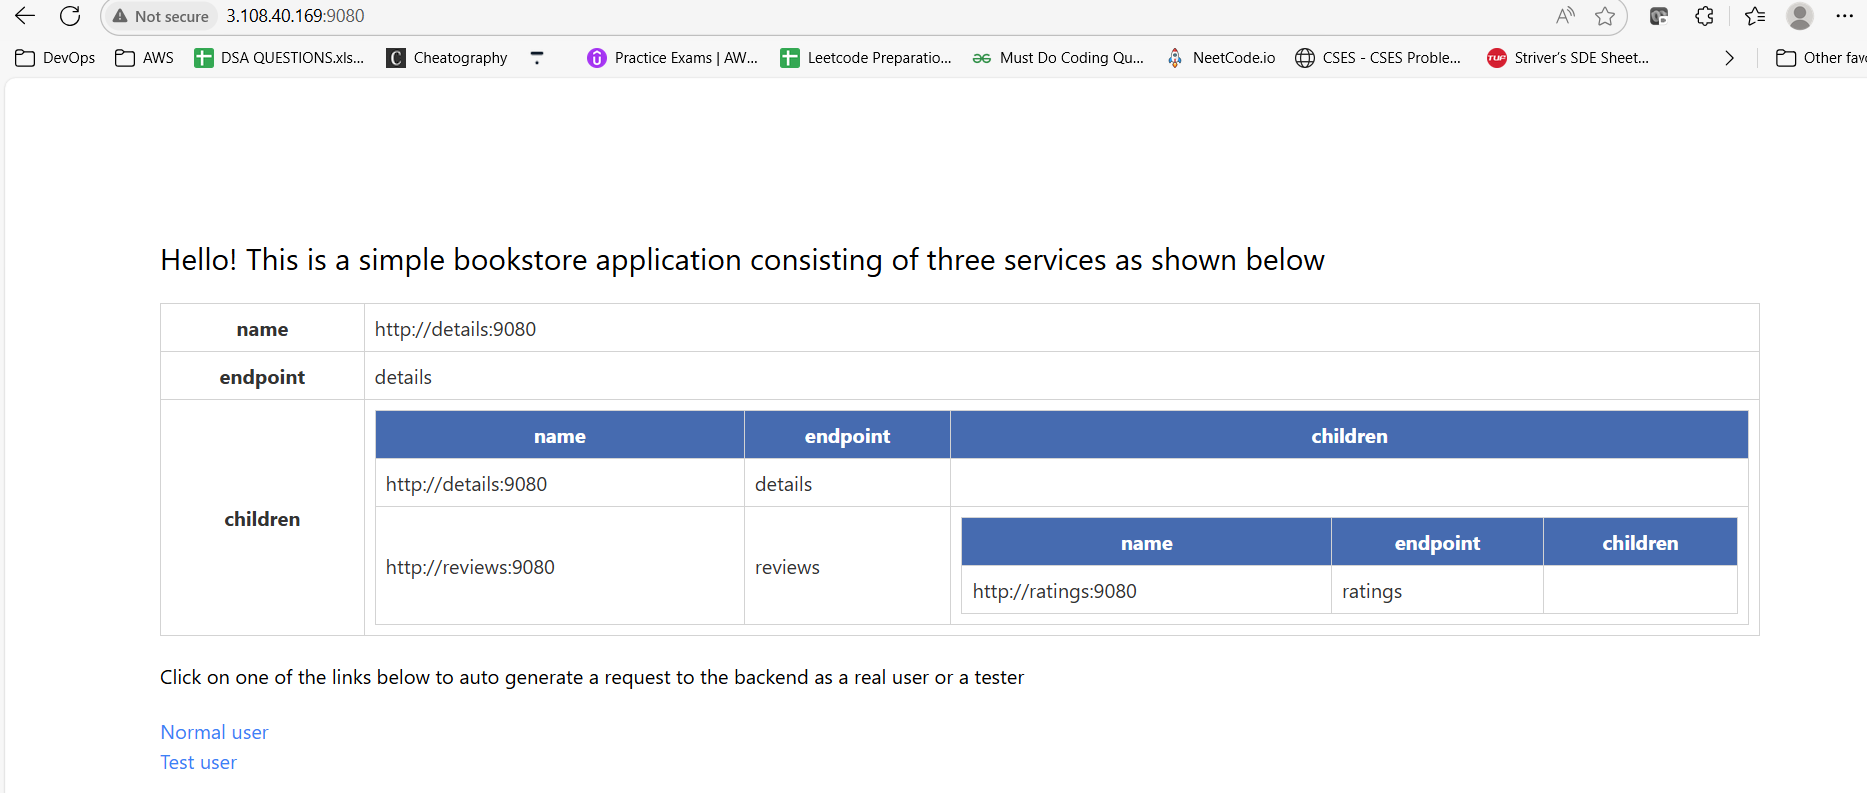 Not secure 3.108.40.169:9080
DevOps AWS DSA QUESTIONS.xls... Cheatography Practice Exams | AW... Leetcode Preparatio... Must Do Coding Qu... NeetCode.io CSES - CSES Proble... TUF Striver's SDE Sheet... Other favo
Hello! This is a simple bookstore application consisting of three services as shown below
name http://details:9080
endpoint details
children
name endpoint children
http://details:9080 details
http://reviews:9080 reviews
name endpoint children
http://ratings:9080 ratings
Click on one of the links below to auto generate a request to the backend as a real user or a tester
Normal user
Test user